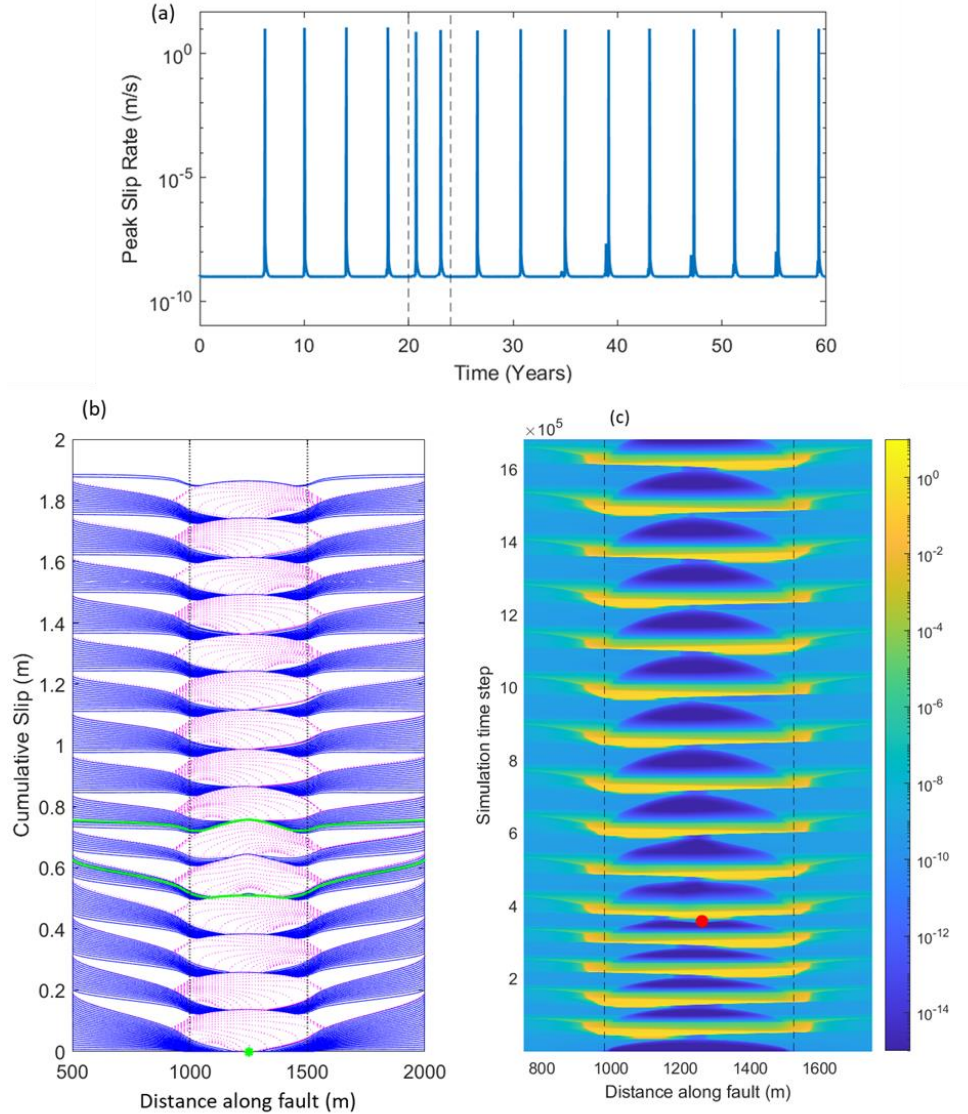 (a)
10^0
10^-5
10^-10
Peak Slip Rate (m/s)
0 10 20 30 40 50 60
Time (Years)
(b)
2
1.8
1.6
1.4
1.2
1
0.8
0.6
0.4
0.2
0
Cumulative Slip (m)
500 1000 1500 2000
Distance along fault (m)
(c)
×10^5
16
14
12
10
8
6
4
2
Simulation time step
800 1000 1200 1400 1600
Distance along fault (m)
10^0
10^-2
10^-4
10^-6
10^-8
10^-10
10^-12
10^-14